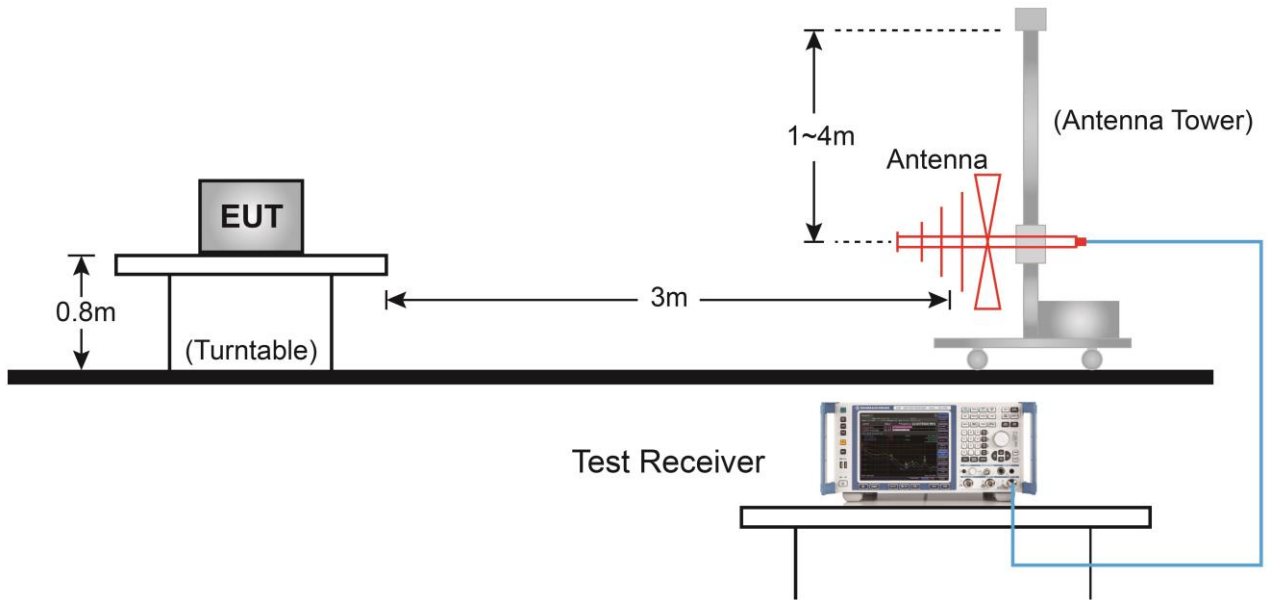 1~4m
(Antenna Tower)
Antenna
EUT
0.8m
3m
(Turntable)
Test Receiver